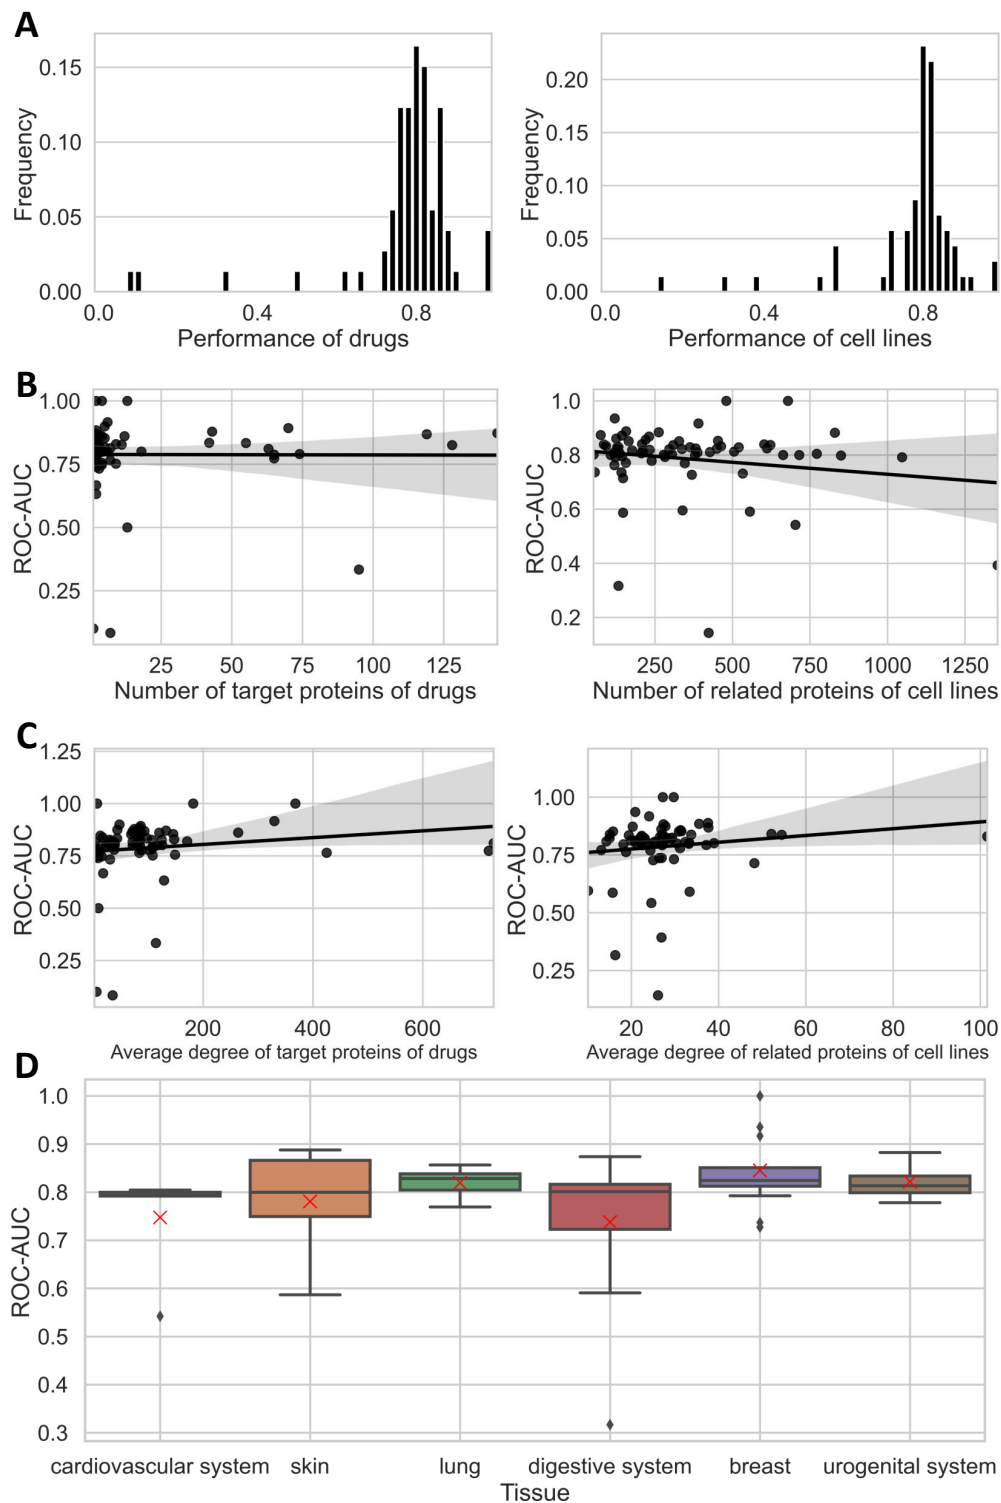 A
Frequency
0.15
0.10
0.05
0.00
0.0
0.4
0.8
Performance of drugs
Frequency
0.20
0.15
0.10
0.05
0.00
0.0
0.4
0.8
Performance of cell lines
B
ROC-AUC
1.00
0.75
0.50
0.25
25
50
75
100
125
Number of target proteins of drugs
ROC-AUC
1.0
0.8
0.6
0.4
0.2
250
500
750
1000
1250
Number of related proteins of cell lines
C
ROC-AUC
1.25
1.00
0.75
0.50
0.25
200
400
600
Average degree of target proteins of drugs
ROC-AUC
1.00
0.75
0.50
0.25
20
40
60
80
100
Average degree of related proteins of cell lines
D
ROC-AUC
1.0
0.9
0.8
0.7
0.6
0.5
0.4
0.3
cardiovascular system
skin
lung
digestive system
breast
urogenital system
Tissue